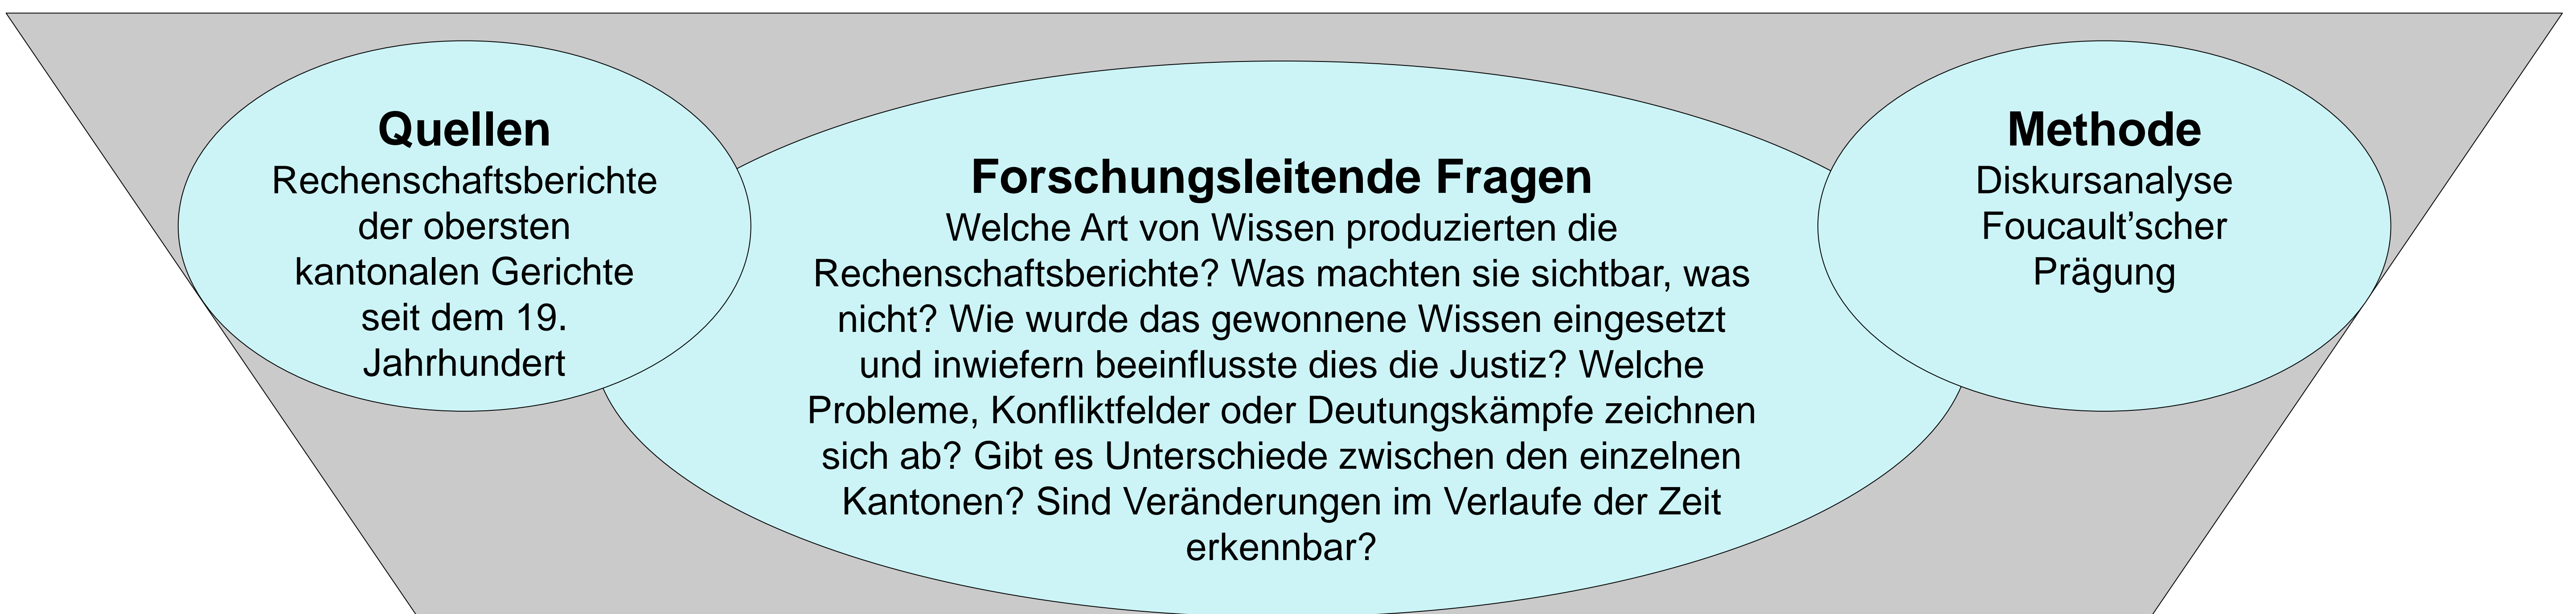 Quellen
Rechenschaftsberichte
der obersten
kantonalen Gerichte
seit dem 19.
Jahrhundert
Forschungsleitende Fragen
Welche Art von Wissen produzierten die
Rechenschaftsberichte? Was machten sie sichtbar, was
nicht? Wie wurde das gewonnene Wissen eingesetzt
und inwiefern beeinflusste dies die Justiz? Welche
Probleme, Konfliktfelder oder Deutungskämpfe zeichnen
sich ab? Gibt es Unterschiede zwischen den einzelnen
Kantonen? Sind Veränderungen im Verlaufe der Zeit
erkennbar?
Methode
Diskursanalyse
Foucault’scher
Prägung